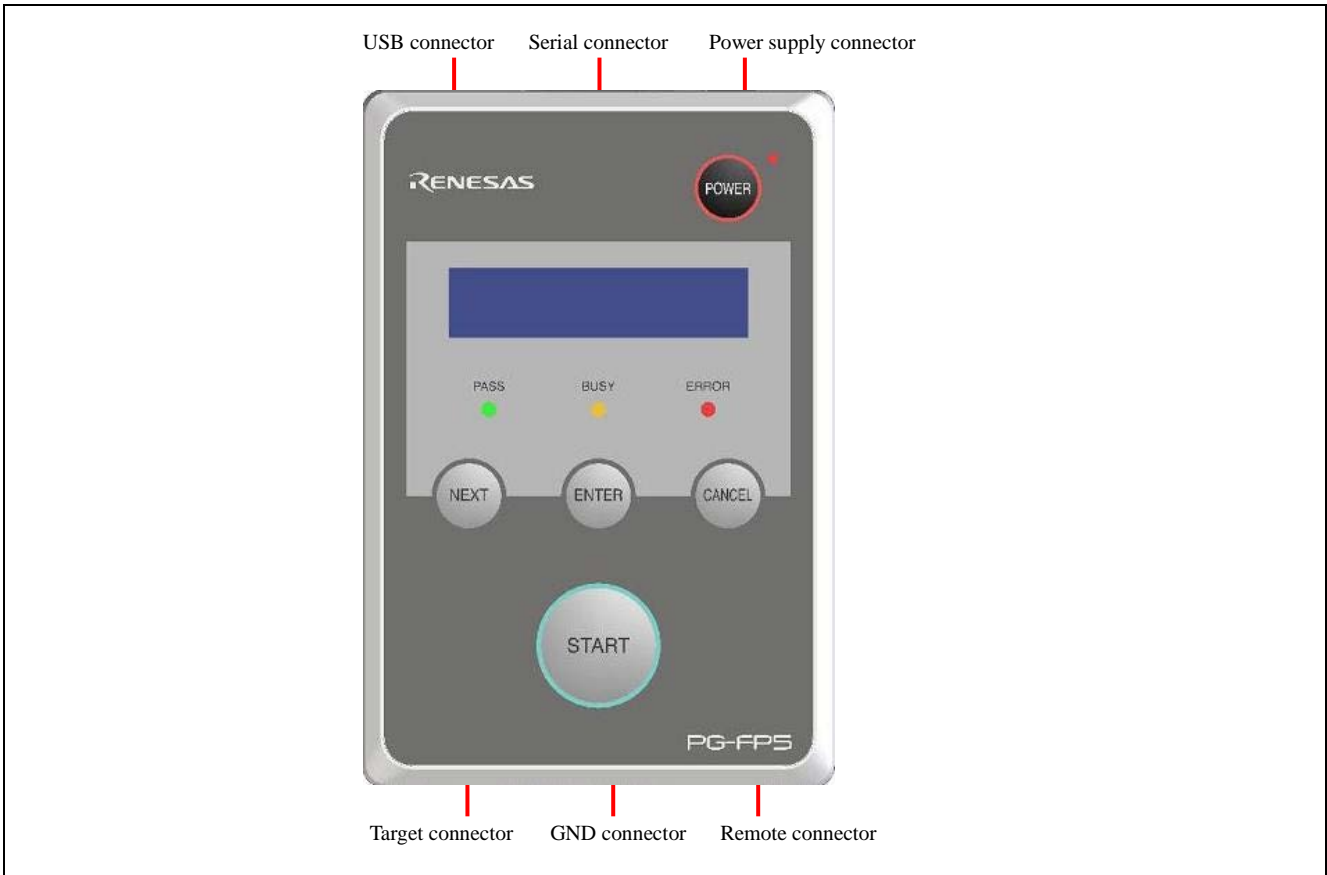 USB connector Serial connector Power supply connector
RENESAS
POWER
PASS BUSY ERROR
NEXT ENTER CANCEL
START
PG-FP5
Target connector GND connector Remote connector